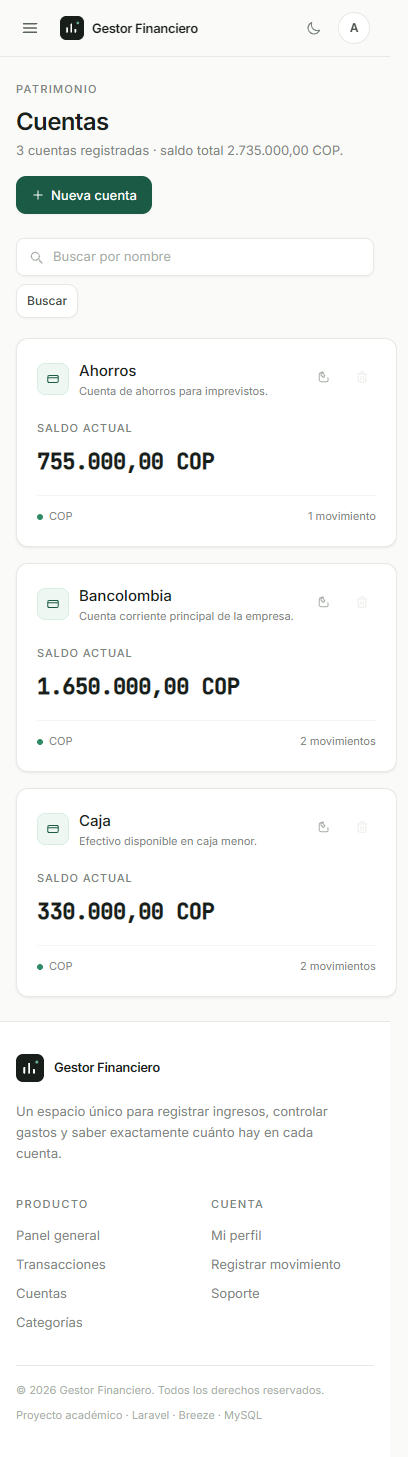 Gestor Financiero
A
PATRIMONIO
Cuentas
3 cuentas registradas · saldo total 2.735.000,00 COP.
+ Nueva cuenta
Buscar por nombre
Buscar
Ahorros
Cuenta de ahorros para imprevistos.
SALDO ACTUAL
755.000,00 COP
COP
1 movimiento
Bancolombia
Cuenta corriente principal de la empresa.
SALDO ACTUAL
1.650.000,00 COP
COP
2 movimientos
Caja
Efectivo disponible en caja menor.
SALDO ACTUAL
330.000,00 COP
COP
2 movimientos
Gestor Financiero
Un espacio único para registrar ingresos, controlar
gastos y saber exactamente cuánto hay en cada
cuenta.
PRODUCTO
Panel general
Transacciones
Cuentas
Categorías
CUENTA
Mi perfil
Registrar movimiento
Soporte
© 2026 Gestor Financiero. Todos los derechos reservados.
Proyecto académico · Laravel · Breeze · MySQL